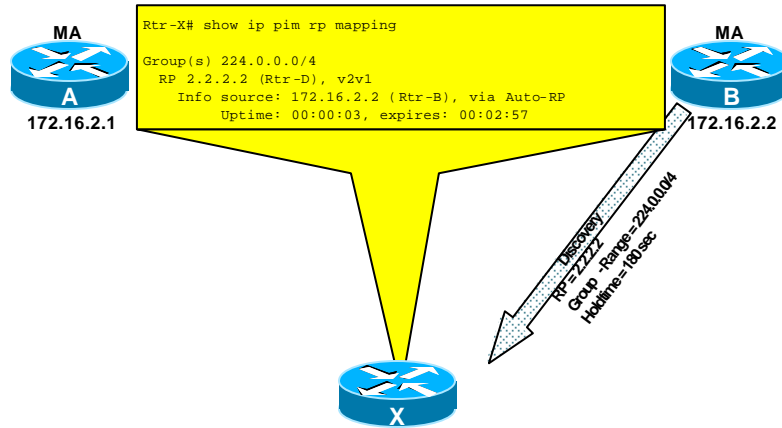 Rtr-X# show ip pim rp mapping
Group(s) 224.0.0.0/4
RP 2.2.2.2 (Rtr-D), v2v1
Info source: 172.16.2.2 (Rtr-B), via Auto-RP
Uptime: 00:00:03, expires: 00:02:57
MA
A
172.16.2.1
MA
B
172.16.2.2
Discovery
RP = 2.2.2.2
Group -Range = 224.0.0.0/4
Holdtime = 180 sec
X